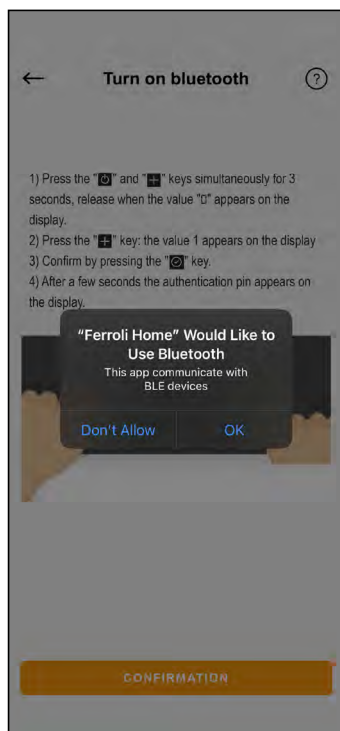 Turn on bluetooth ?
1) Press the "⏻" and "+" keys simultaneously for 3
seconds, release when the value "0" appears on the
display.
2) Press the "+" key: the value 1 appears on the display
3) Confirm by pressing the "✓" key.
4) After a few seconds the authentication pin appears on
the display.
"Ferroli Home" Would Like to
Use Bluetooth
This app communicate with
BLE devices
Don't Allow OK
CONFIRMATION